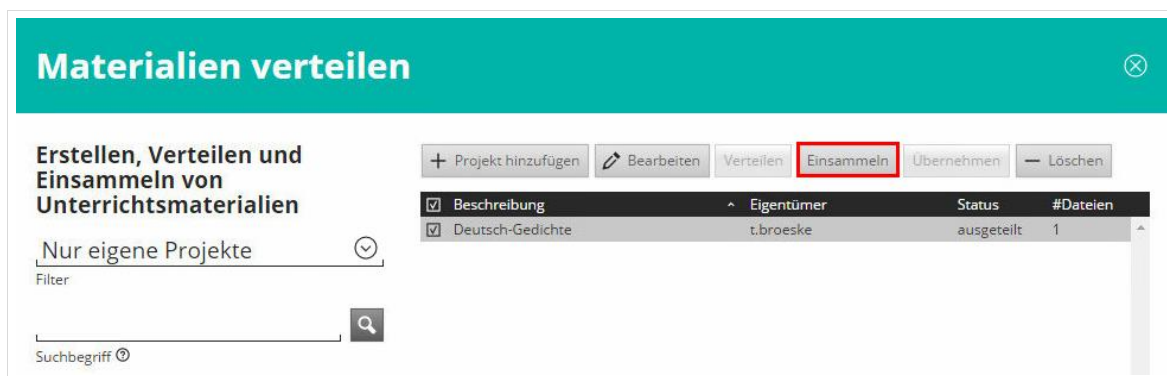 Materialien verteilen
Erstellen, Verteilen und
Einsammeln von
Unterrichtsmaterialien
Nur eigene Projekte
Filter
Suchbegriff
Projekt hinzufügen Bearbeiten Verteilen Einsammeln Übernehmen Löschen
Beschreibung Eigentümer Status #Dateien
Deutsch-Gedichte t.broeske ausgeteilt 1